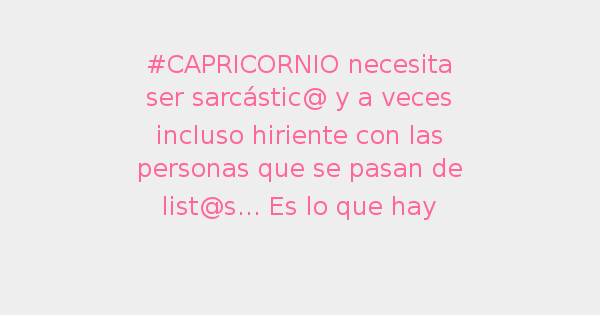 #CAPRICORNIO necesita
ser sarcástic@ y a veces
incluso hiriente con las
personas que se pasan de
list@s... Es lo que hay